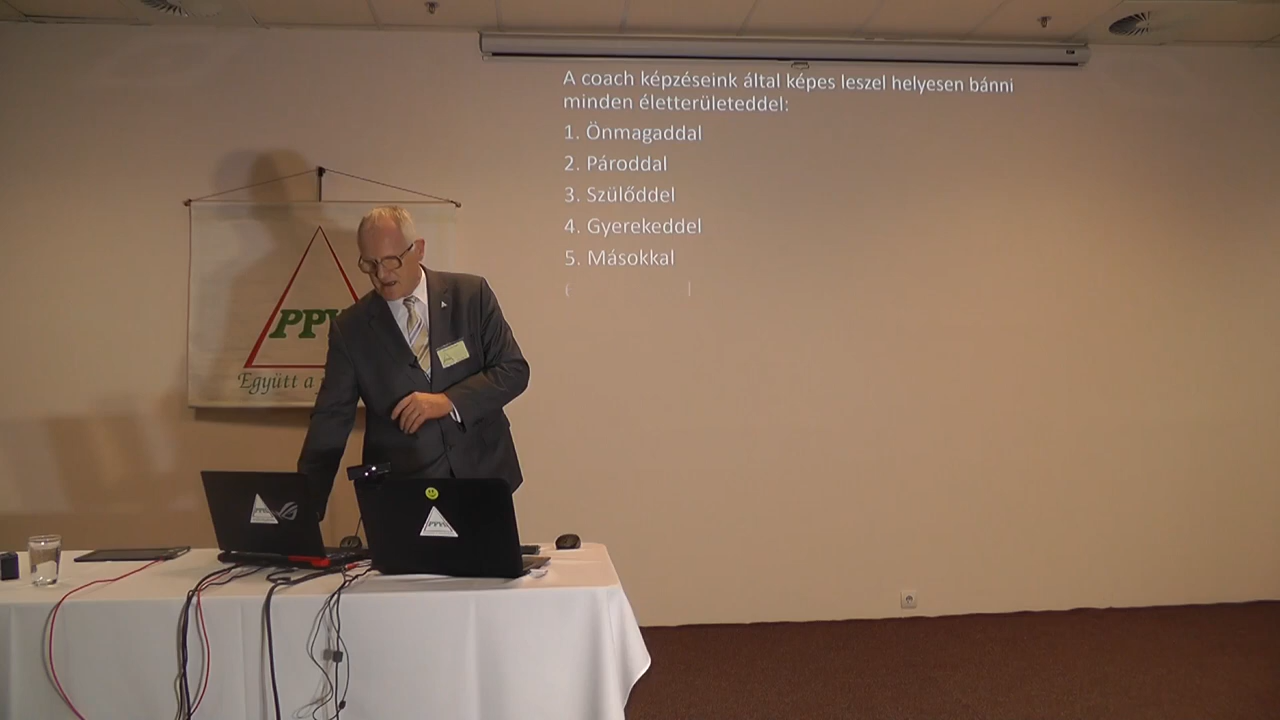 A coach képzéseink által képes leszel helyesen bánni
minden életterületeddel:
1. Önmagaddal
2. Pároddal
3. Szülőddel
4. Gyerekeddel
5. Másokkal
Együtt a